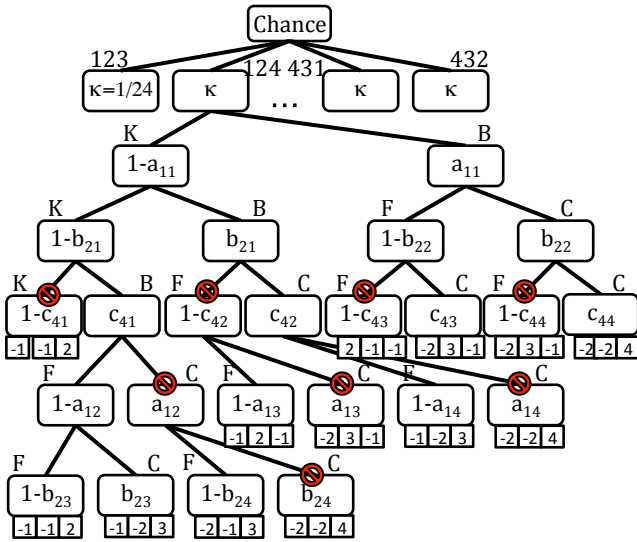 Chance
123 124 431 432
κ=1/24 κ ... κ κ
K B
1-a11 a11
K B F C
1-b21 b21 1-b22 b22
K B F C F C F C
1-c41 c41 1-c42 c42 1-c43 c43 1-c44 c44
-1 -1 2 2 -1 -1 -2 3 -1 -2 3 -1 -2 -2 4
F C F C F C
1-a12 a12 1-a13 a13 1-a14 a14
-1 2 -1 -2 3 -1 -1 -2 3 -2 -2 4
F C F C
1-b23 b23 1-b24 b24
-1 -1 2 -1 -2 3 -2 -1 3 -2 -2 4